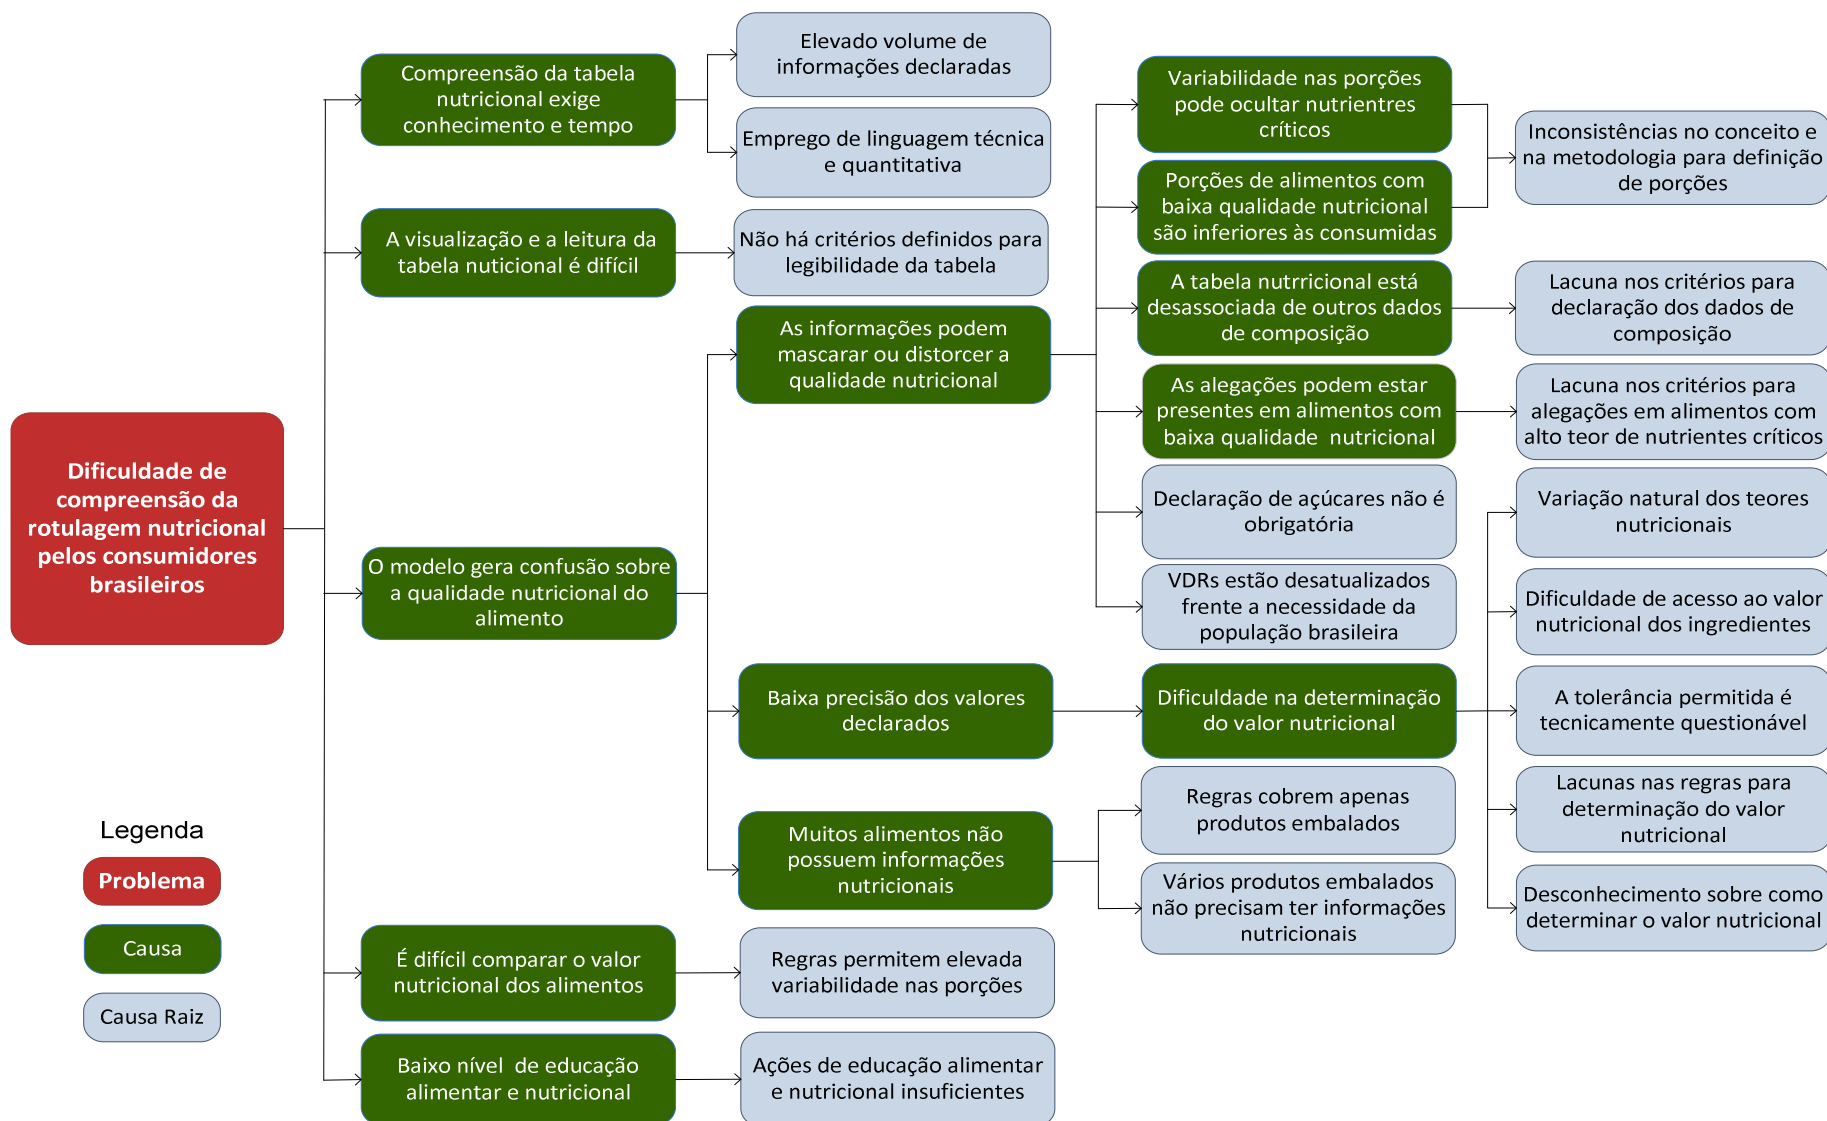 Dificuldade de
compreensão da
rotulagem nutricional
pelos consumidores
brasileiros
Compreensão da tabela
nutricional exige
conhecimento e tempo
Elevado volume de
informações declaradas
Emprego de linguagem técnica
e quantitativa
A visualização e a leitura da
tabela nuticional é difícil
Não há critérios definidos para
legibilidade da tabela
O modelo gera confusão sobre
a qualidade nutricional do
alimento
As informações podem
mascarar ou distorcer a
qualidade nutricional
Variabilidade nas porções
pode ocultar nutrientres
críticos
Porções de alimentos com
baixa qualidade nutricional
são inferiores às consumidas
Inconsistências no conceito e
na metodologia para definição
de porções
A tabela nutrricional está
desassociada de outros dados
de composição
Lacuna nos critérios para
declaração dos dados de
composição
As alegações podem estar
presentes em alimentos com
baixa qualidade  nutricional
Lacuna nos critérios para
alegações em alimentos com
alto teor de nutrientes críticos
Declaração de açúcares não é
obrigatória
VDRs estão desatualizados
frente a necessidade da
população brasileira
Baixa precisão dos valores
declarados
Dificuldade na determinação
do valor nutricional
Variação natural dos teores
nutricionais
Dificuldade de acesso ao valor
nutricional dos ingredientes
A tolerância permitida é
tecnicamente questionável
Lacunas nas regras para
determinação do valor
nutricional
Desconhecimento sobre como
determinar o valor nutricional
Muitos alimentos não
possuem informações
nutricionais
Regras cobrem apenas
produtos embalados
Vários produtos embalados
não precisam ter informações
nutricionais
É difícil comparar o valor
nutricional dos alimentos
Regras permitem elevada
variabilidade nas porções
Baixo nível  de educação
alimentar e nutricional
Ações de educação alimentar
e nutricional insuficientes
Legenda
Problema
Causa
Causa Raiz